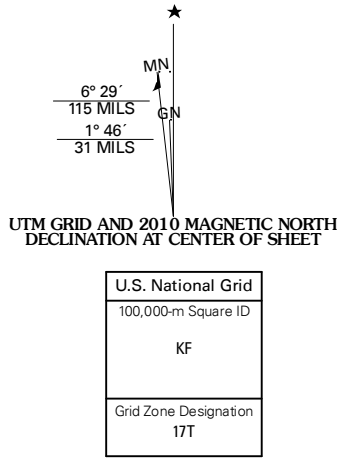 ★
MN
6° 29´
115 MILS
GN
1° 46´
31 MILS
UTM GRID AND 2010 MAGNETIC NORTH
DECLINATION AT CENTER OF SHEET
U.S. National Grid
100,000-m Square ID
KF
Grid Zone Designation
17T